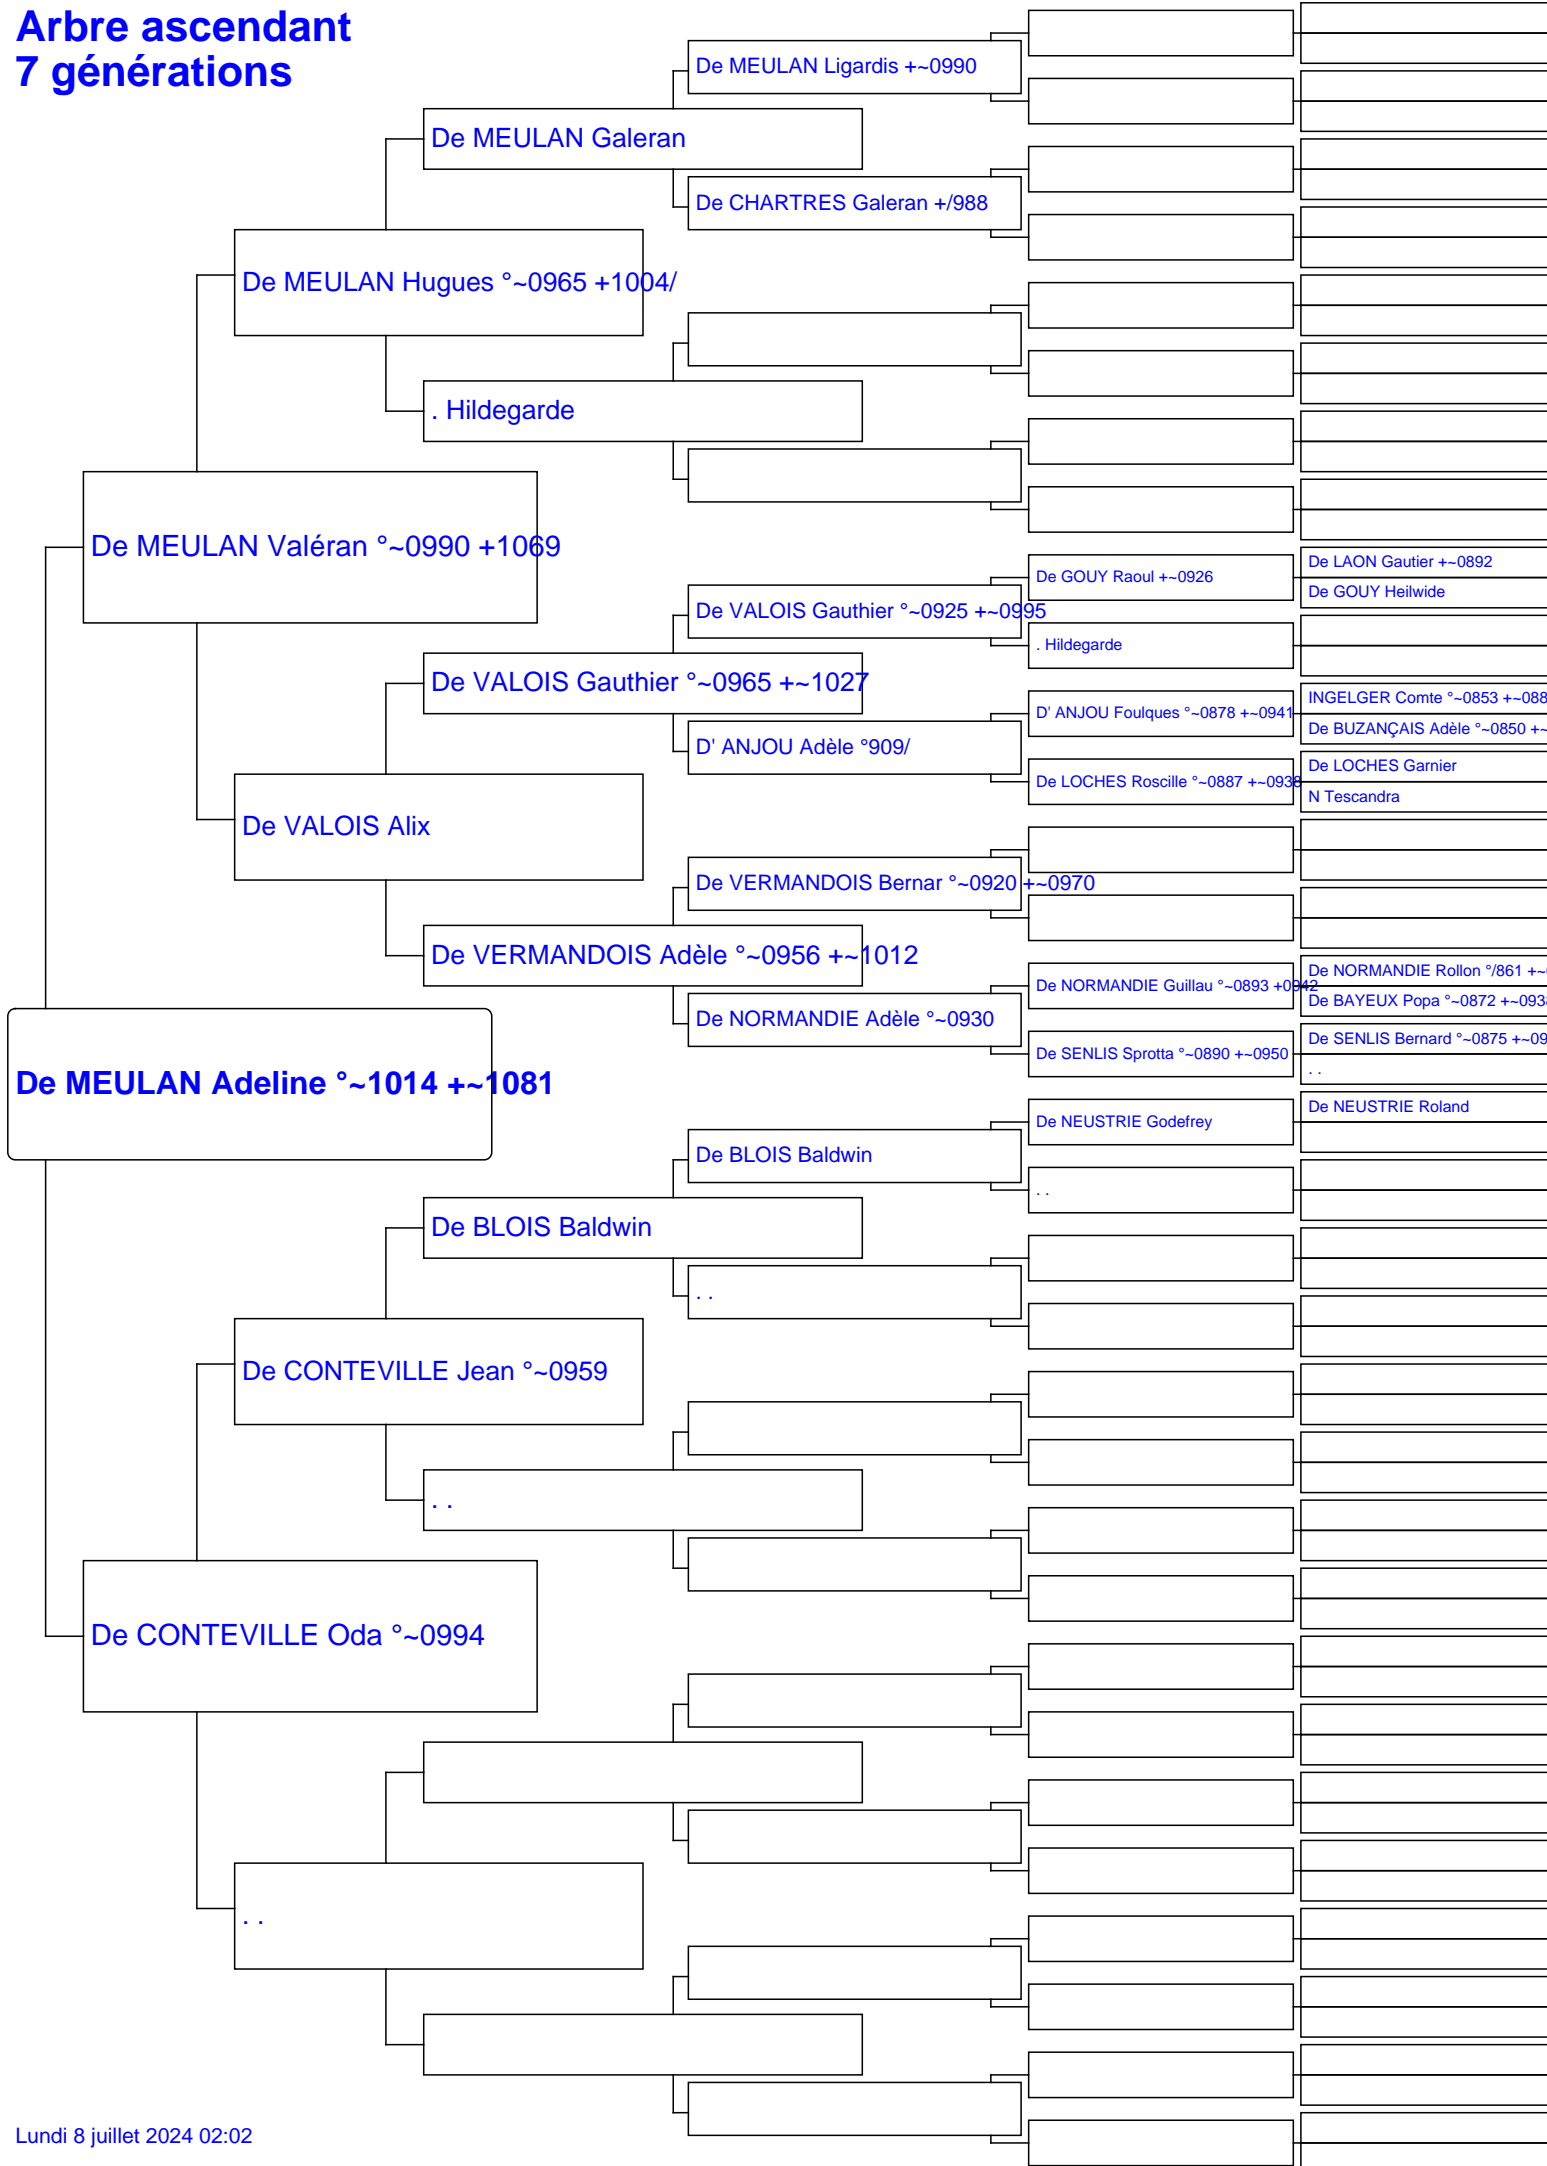 Arbre ascendant
7 générations
De MEULAN Ligardis +~0990
De MEULAN Galeran
De CHARTRES Galeran +/988
De MEULAN Hugues °~0965 +1004/
. Hildegarde
De MEULAN Valéran °~0990 +1069
De LAON Gautier +~0892
De GOUY Raoul +~0926
De GOUY Heilwide
De VALOIS Gauthier °~0925 +~0995
. Hildegarde
De VALOIS Gauthier °~0965 +~1027
INGELGER Comte °~0853 +~088
D' ANJOU Foulques °~0878 +~0941
De BUZANÇAIS Adèle °~0850 +~
D' ANJOU Adèle °909/
De LOCHES Garnier
De LOCHES Roscille °~0887 +~0938
N Tescandra
De VALOIS Alix
De VERMANDOIS Bernar °~0920 +~0970
De VERMANDOIS Adèle °~0956 +~1012
De NORMANDIE Rollon °/861 +~
De NORMANDIE Guillau °~0893 +0942
De BAYEUX Popa °~0872 +~093
De NORMANDIE Adèle °~0930
De SENLIS Bernard °~0875 +~09
De SENLIS Sprotta °~0890 +~0950
. .
De MEULAN Adeline °~1014 +~1081
De NEUSTRIE Roland
De NEUSTRIE Godefrey
De BLOIS Baldwin
. .
De BLOIS Baldwin
. .
De CONTEVILLE Jean °~0959
. .
De CONTEVILLE Oda °~0994
. .
Lundi 8 juillet 2024 02:02